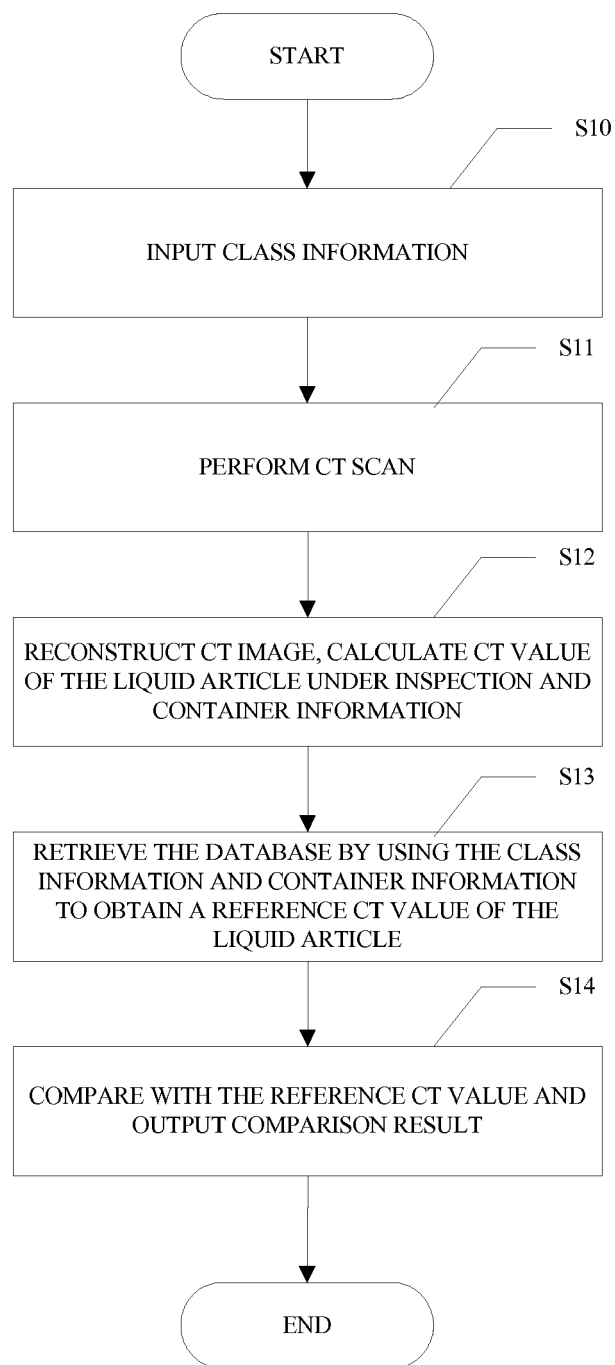 START
S10
INPUT CLASS INFORMATION
S11
PERFORM CT SCAN
S12
RECONSTRUCT CT IMAGE, CALCULATE CT VALUE
OF THE LIQUID ARTICLE UNDER INSPECTION AND
CONTAINER INFORMATION
S13
RETRIEVE THE DATABASE BY USING THE CLASS
INFORMATION AND CONTAINER INFORMATION
TO OBTAIN A REFERENCE CT VALUE OF THE
LIQUID ARTICLE
S14
COMPARE WITH THE REFERENCE CT VALUE AND
OUTPUT COMPARISON RESULT
END